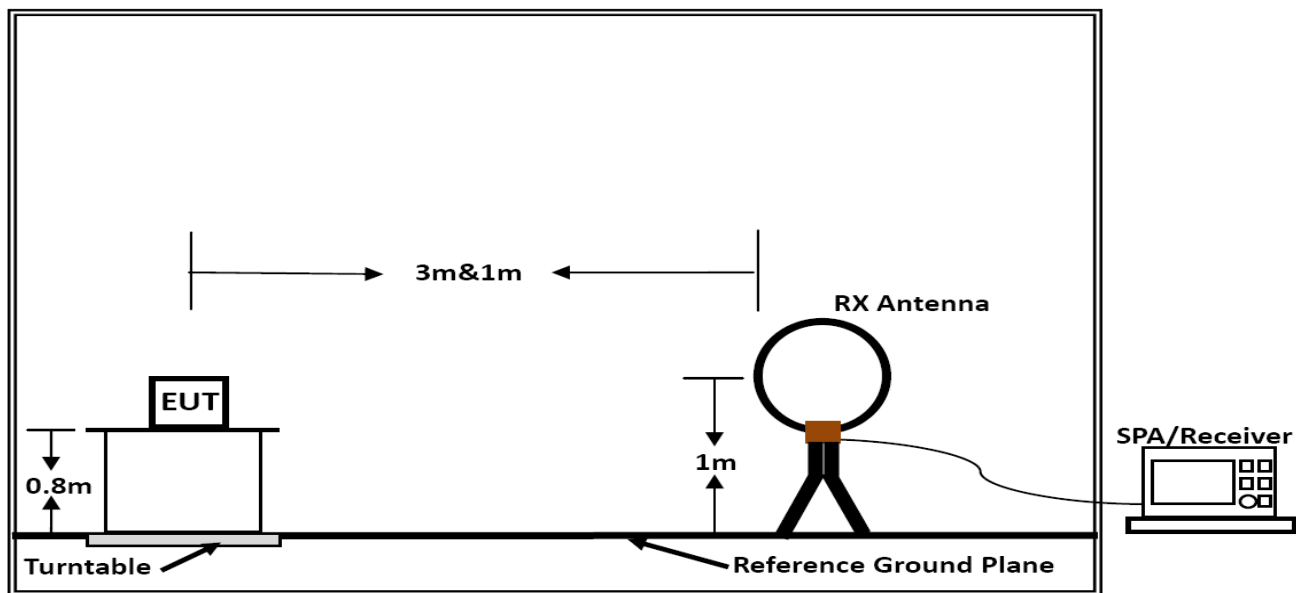 3m&1m
RX Antenna
EUT
SPA/Receiver
1m
0.8m
Turntable
Reference Ground Plane